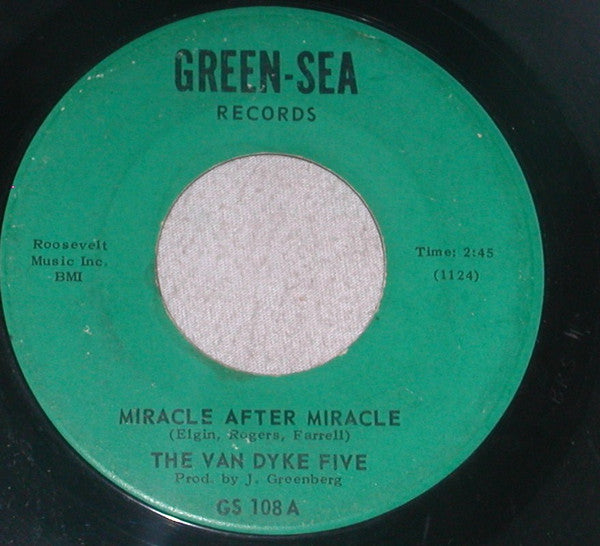 GREEN-SEA
RECORDS
Roosevelt
Music Inc.
BMI
Time: 2:45
(1124)
MIRACLE AFTER MIRACLE
(Elgin, Rogers, Farrell)
THE VAN DYKE FIVE
Prod. by J. Greenberg
GS 108 A